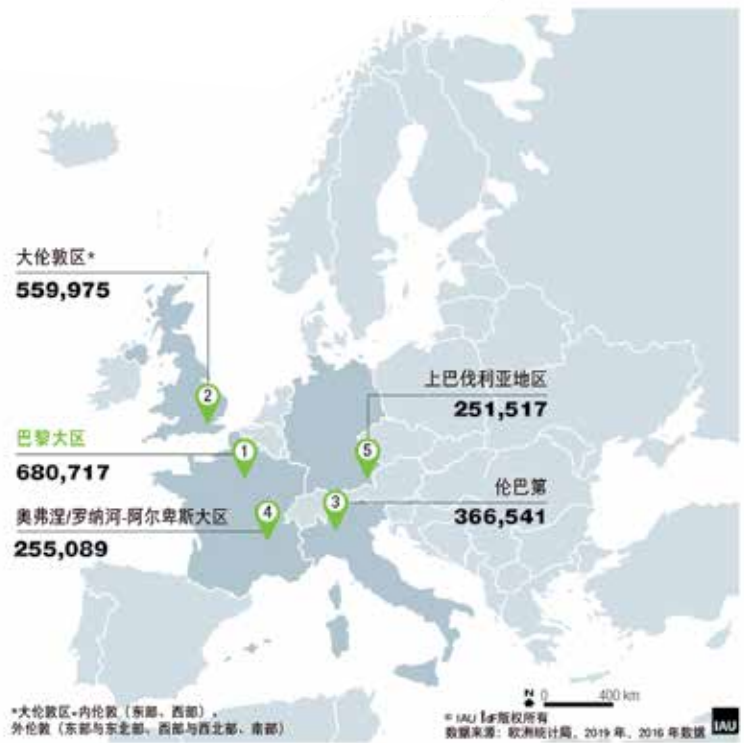 大伦敦区*
559,975
2
上巴伐利亚地区
251,517
巴黎大区
680,717
1
5
3
伦巴第
366,541
4
奥弗涅/罗纳河-阿尔卑斯大区
255,089
N
0 400 km
*大伦敦区=内伦敦（东部、西部），
外伦敦（东部与东北部、西部与西北部、南部）
© IAU îdF版权所有
数据来源：欧洲统计局，2019 年，2016 年数据
IAU